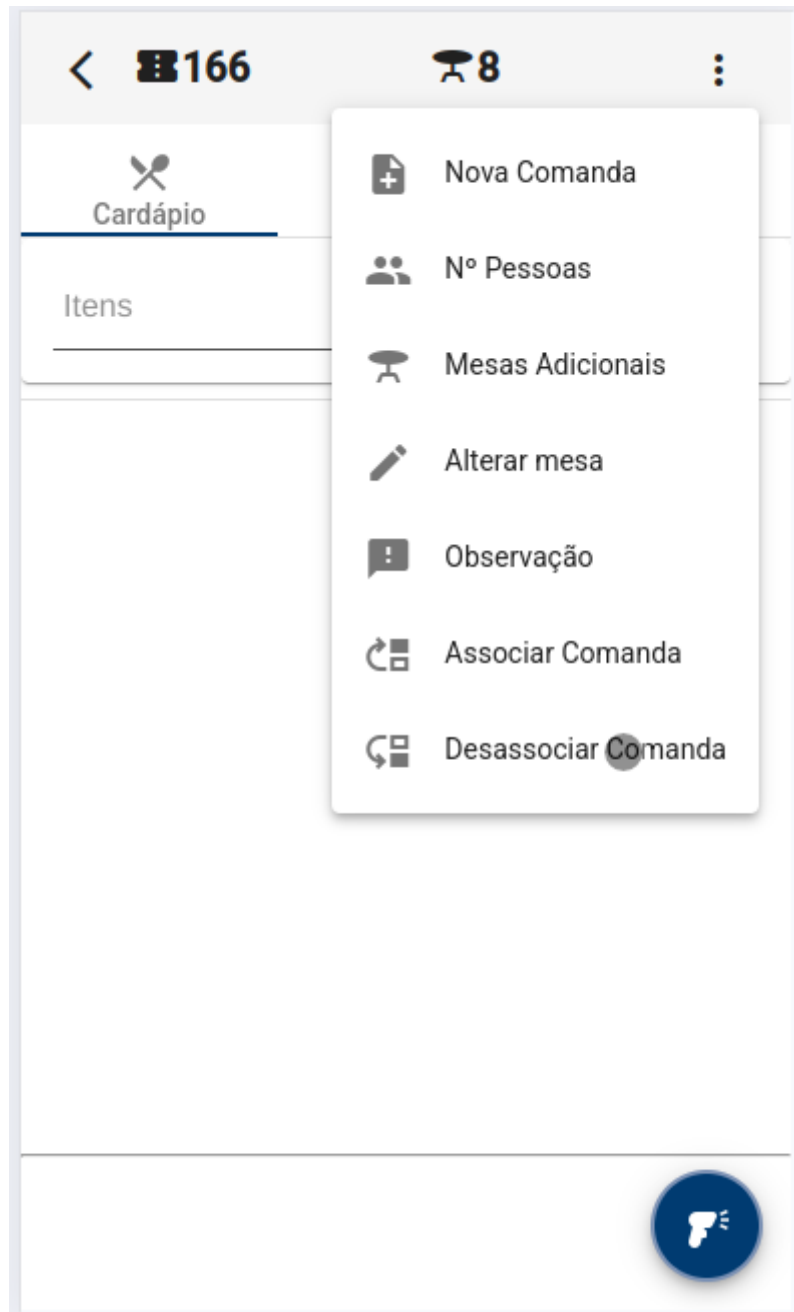 166
8
Cardápio
Itens
Nova Comanda
Nº Pessoas
Mesas Adicionais
Alterar mesa
Observação
Associar Comanda
Desassociar Comanda